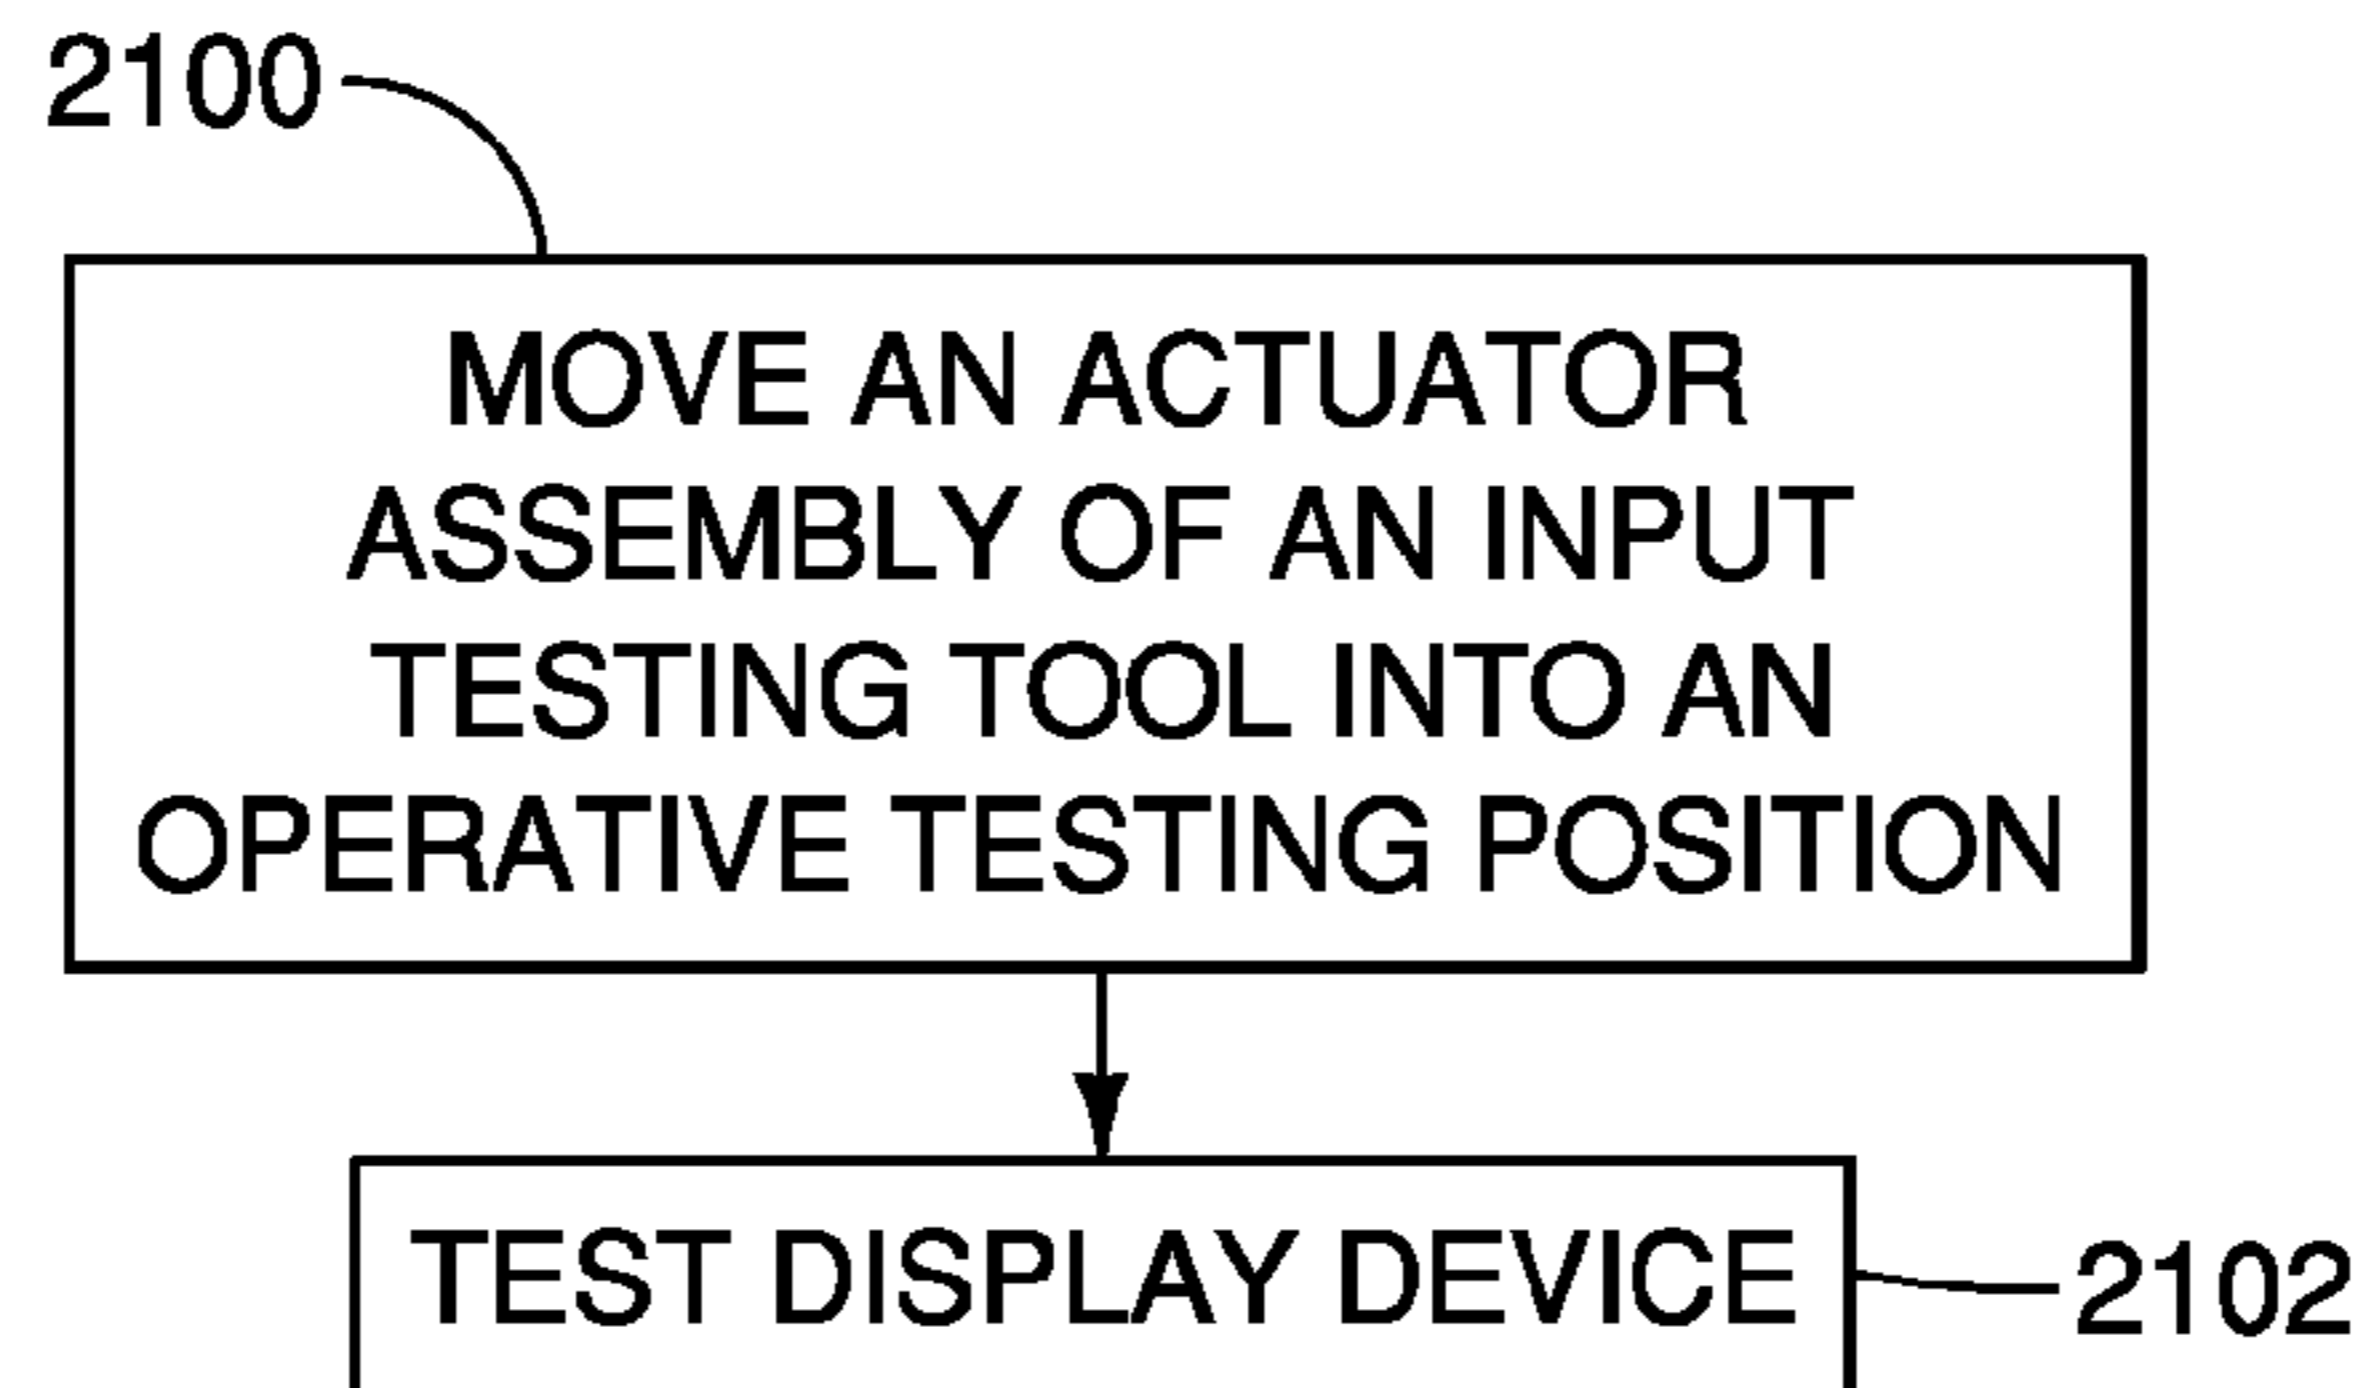 2100
MOVE AN ACTUATOR
ASSEMBLY OF AN INPUT
TESTING TOOL INTO AN
OPERATIVE TESTING POSITION
TEST DISPLAY DEVICE
2102